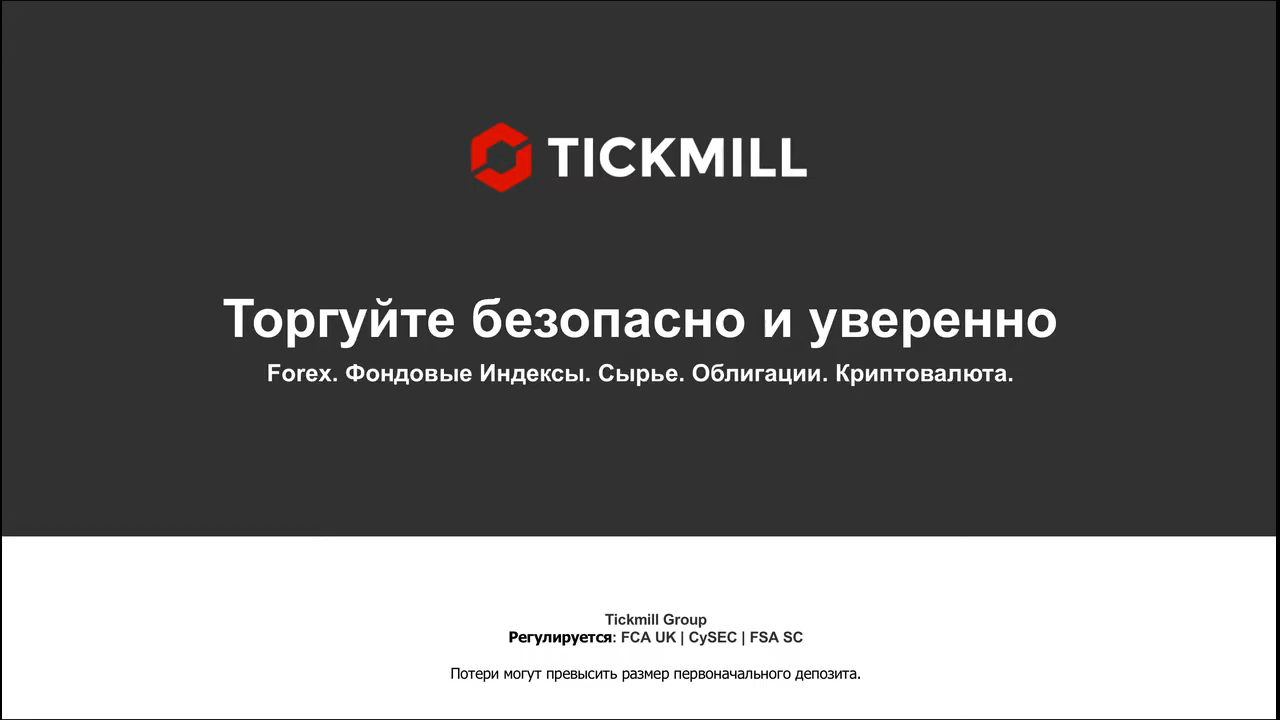 TICKMILL
Торгуйте безопасно и уверенно
Forex. Фондовые Индексы. Сырье. Облигации. Криптовалюта.
Tickmill Group
Регулируется: FCA UK | CySEC | FSA SC
Потери могут превысить размер первоначального депозита.